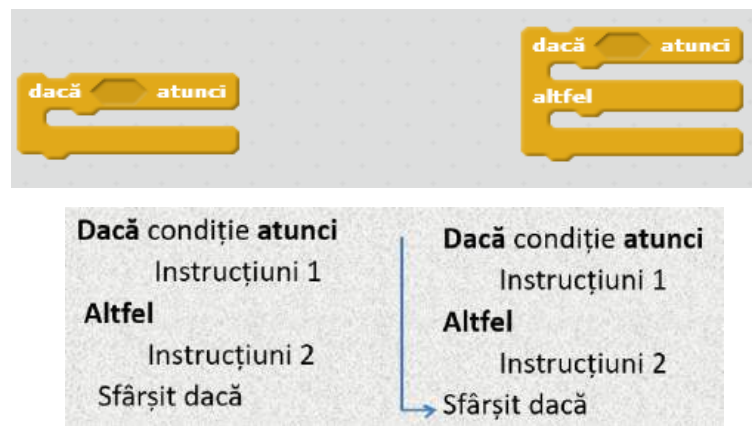 dacă atunci
dacă atunci
altfel
Dacă condiție atunci
Instrucțiuni 1
Altfel
Instrucțiuni 2
Sfârșit dacă
Dacă condiție atunci
Instrucțiuni 1
Altfel
Instrucțiuni 2
Sfârșit dacă